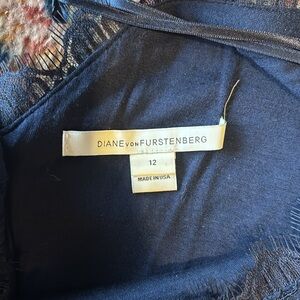 DIANE VON FURSTENBERG
12
MADE IN USA